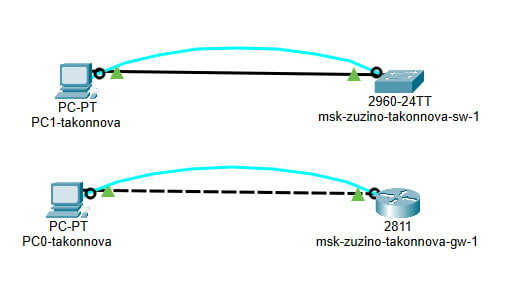 PC-PT
PC1-takonnova
2960-24TT
msk-zuzino-takonnova-sw-1
PC-PT
PC0-takonnova
2811
msk-zuzino-takonnova-gw-1